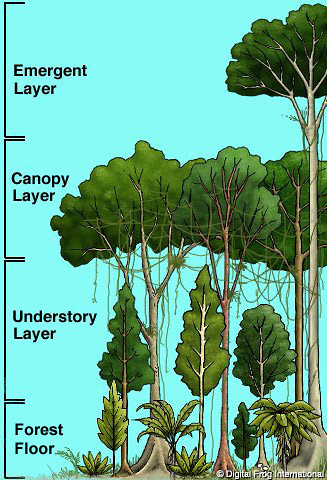 Emergent
Layer
Canopy
Layer
Understory
Layer
Forest
Floor
© Digital Frog International